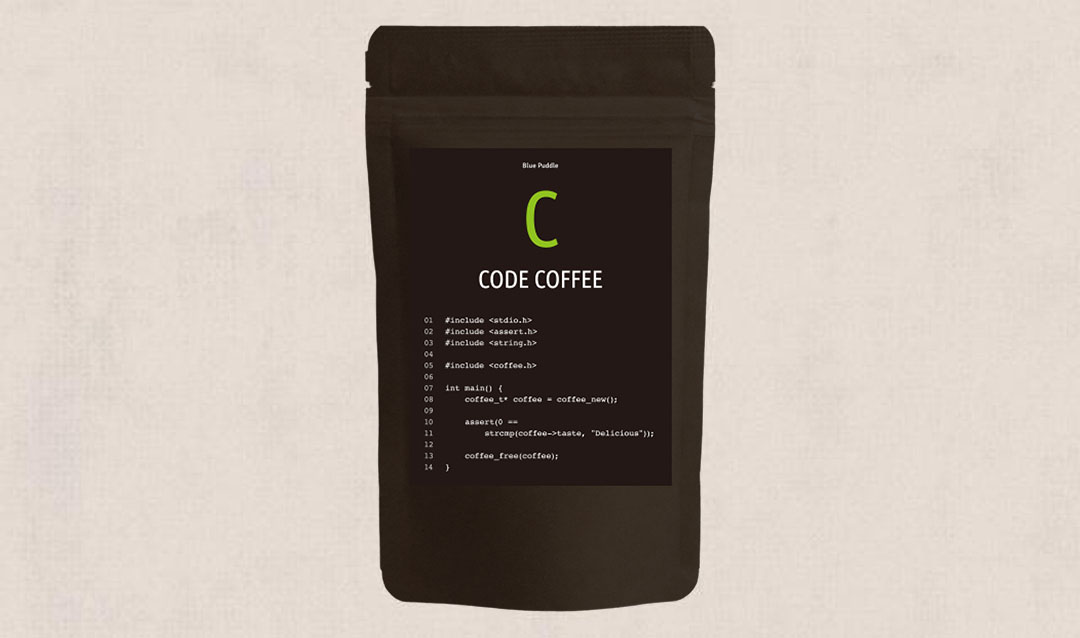 Blue Puddle
C
CODE COFFEE
01 #include <stdio.h>
02 #include <assert.h>
03 #include <string.h>
04
05 #include <coffee.h>
06
07 int main() {
08     coffee_t* coffee = coffee_new();
09
10     assert(0 ==
11         strcmp(coffee->taste, "Delicious"));
12
13     coffee_free(coffee);
14 }